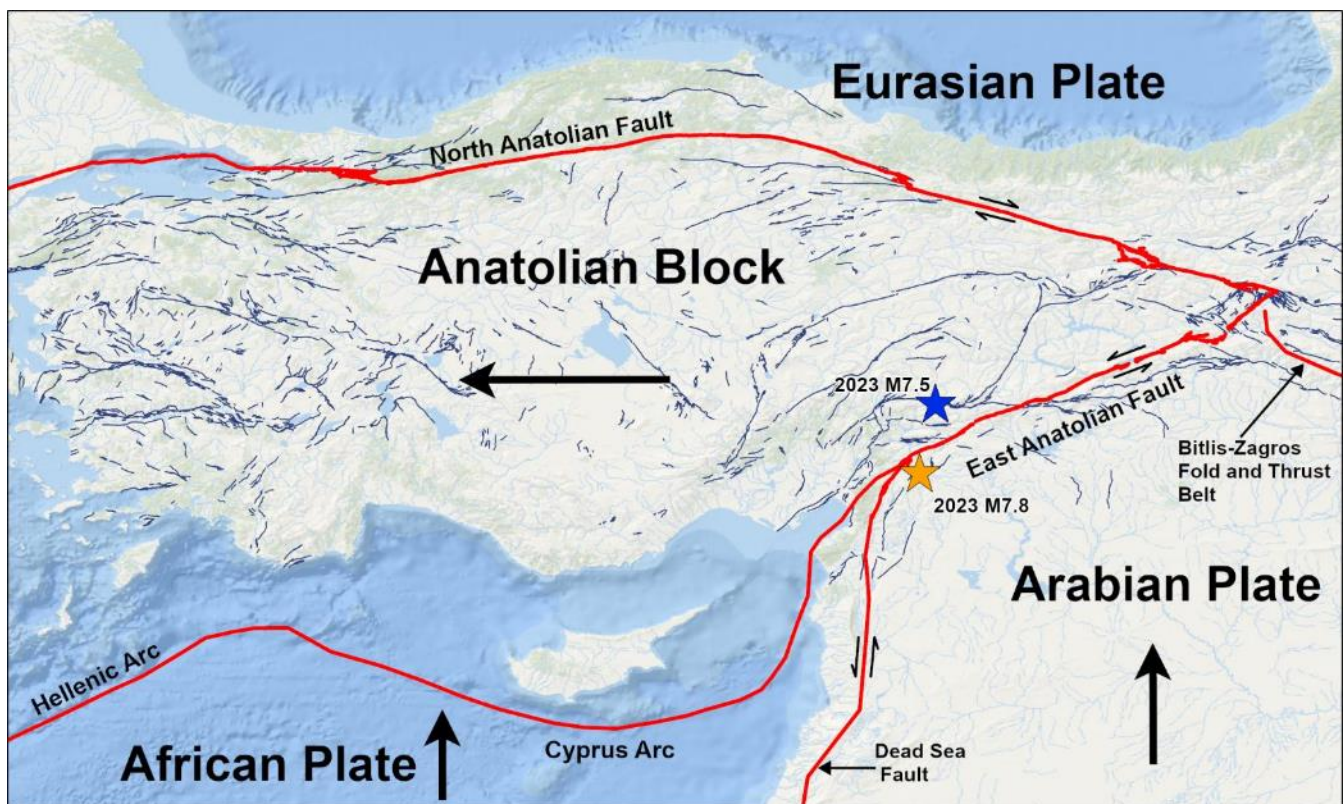 Eurasian Plate
North Anatolian Fault
Anatolian Block
2023 M7.5
East Anatolian Fault
Bitlis-Zagros
Fold and Thrust
Belt
2023 M7.8
Arabian Plate
Hellenic Arc
Cyprus Arc
African Plate
Dead Sea
Fault